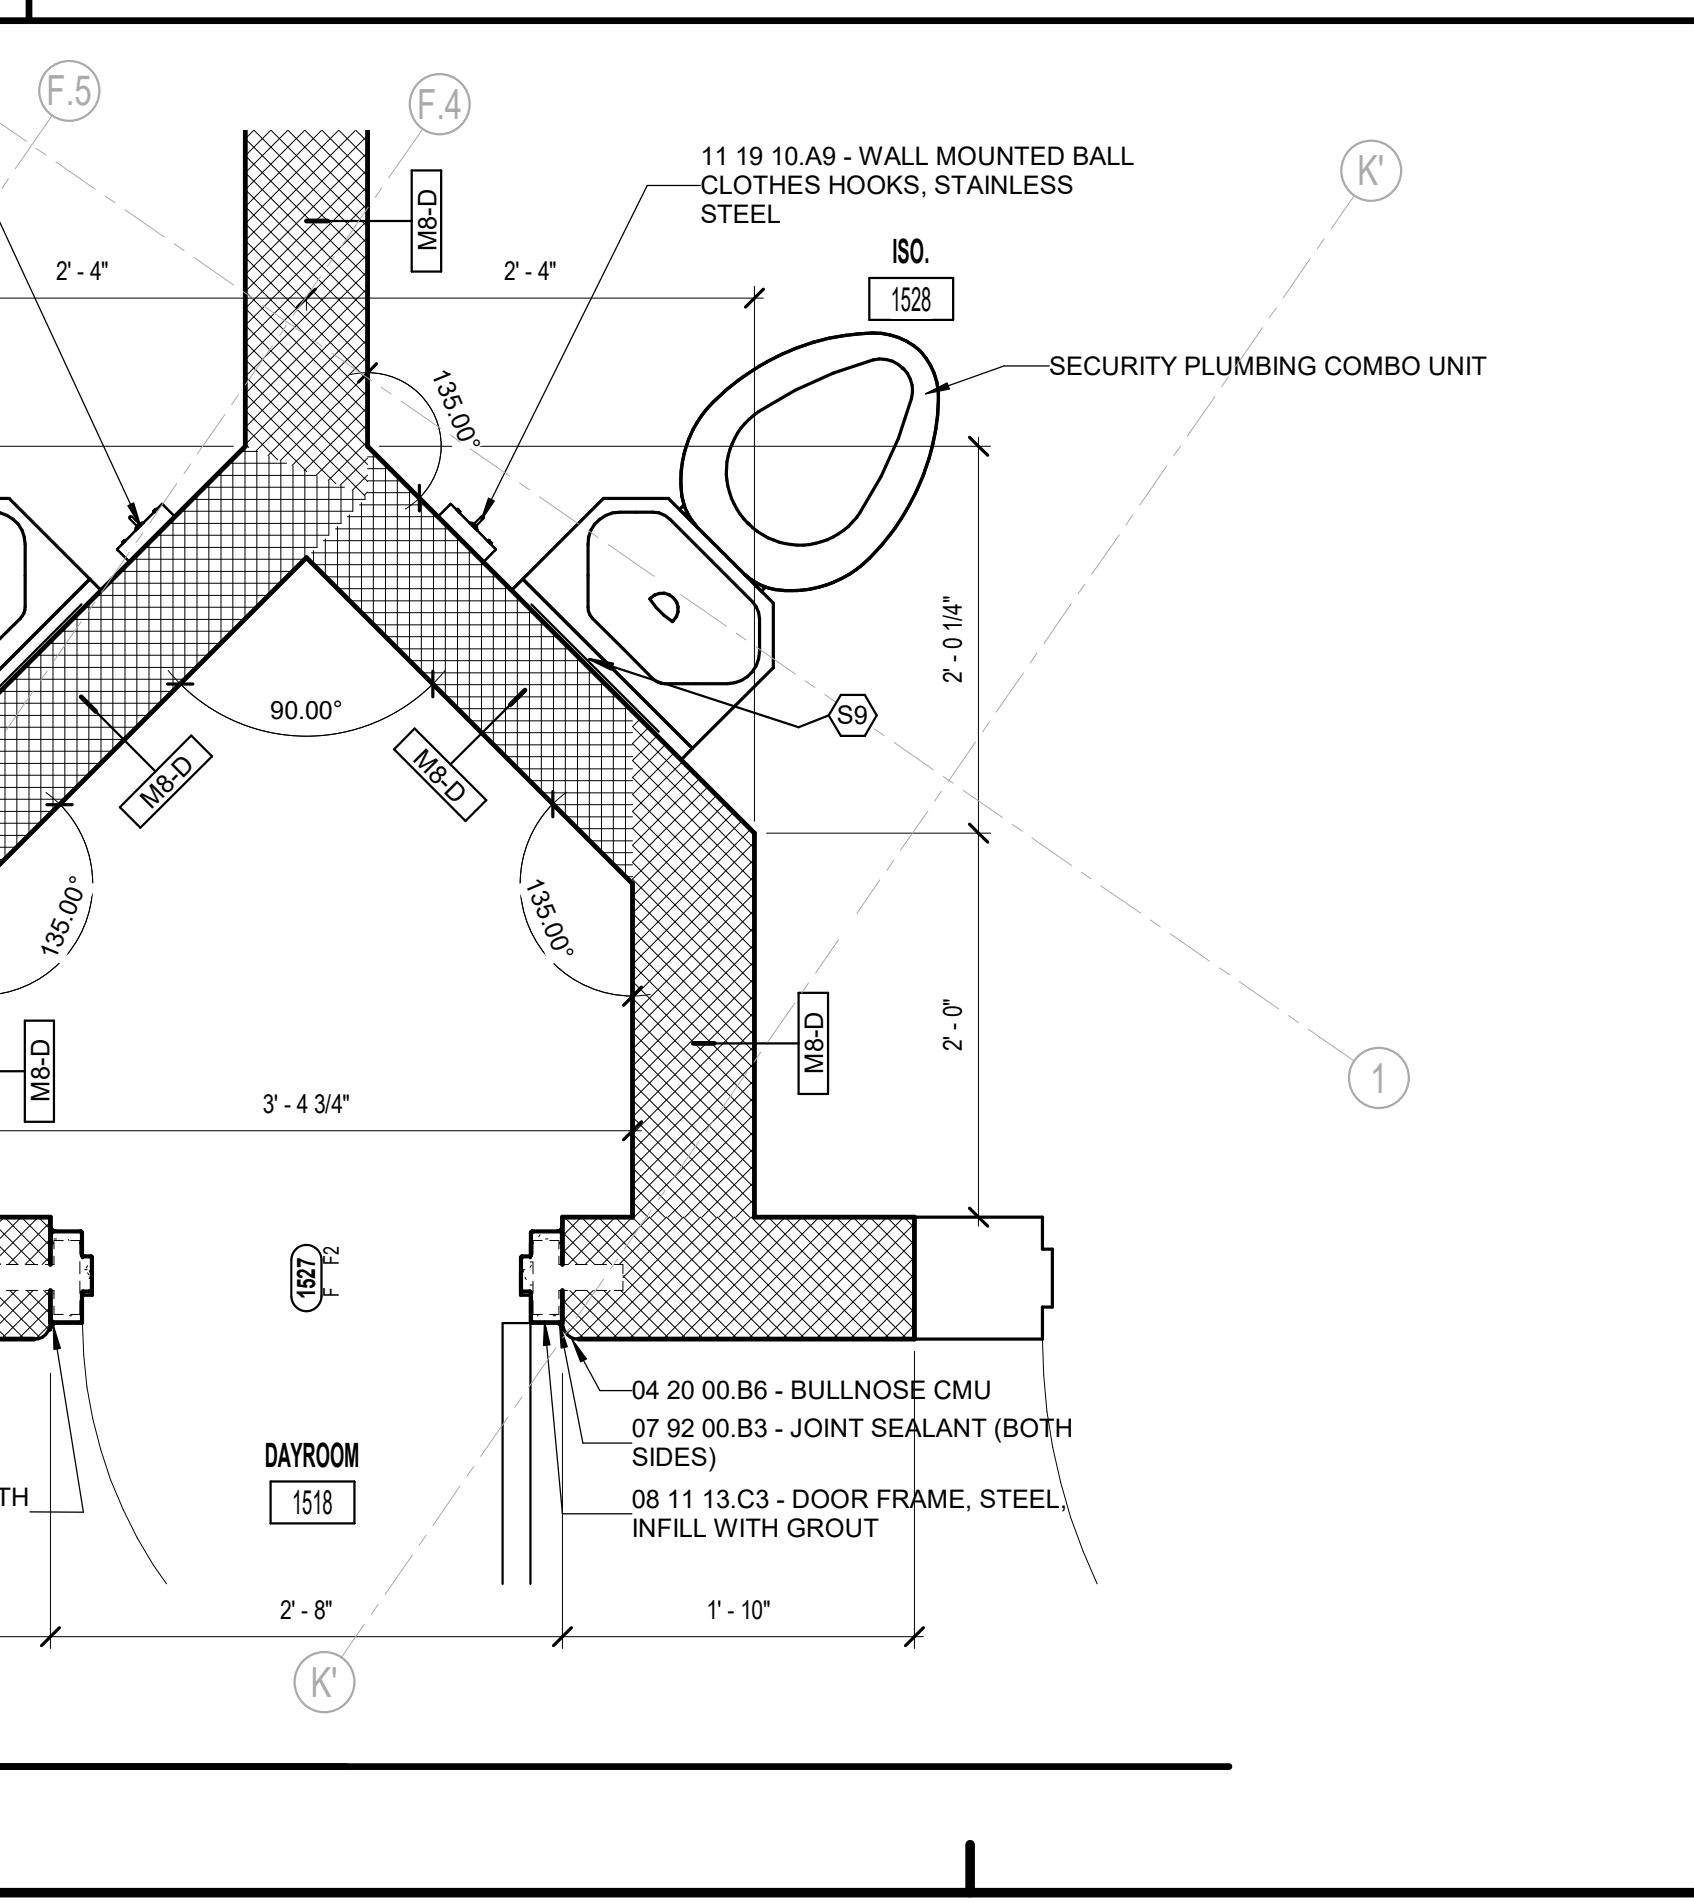 F.5
F.4
K'
11 19 10.A9 - WALL MOUNTED BALL
CLOTHES HOOKS, STAINLESS
STEEL
M8-D
ISO.
1528
2' - 4"
2' - 4"
SECURITY PLUMBING COMBO UNIT
135.00°
2' - 0 1/4"
90.00°
S9
M8-D
M8-D
135.00°
135.00°
2' - 0"
M8-D
M8-D
1
3' - 4 3/4"
1527
F F2
04 20 00.B6 - BULLNOSE CMU
07 92 00.B3 - JOINT SEALANT (BOTH
SIDES)
DAYROOM
1518
TH
08 11 13.C3 - DOOR FRAME, STEEL,
INFILL WITH GROUT
2' - 8"
1' - 10"
K'